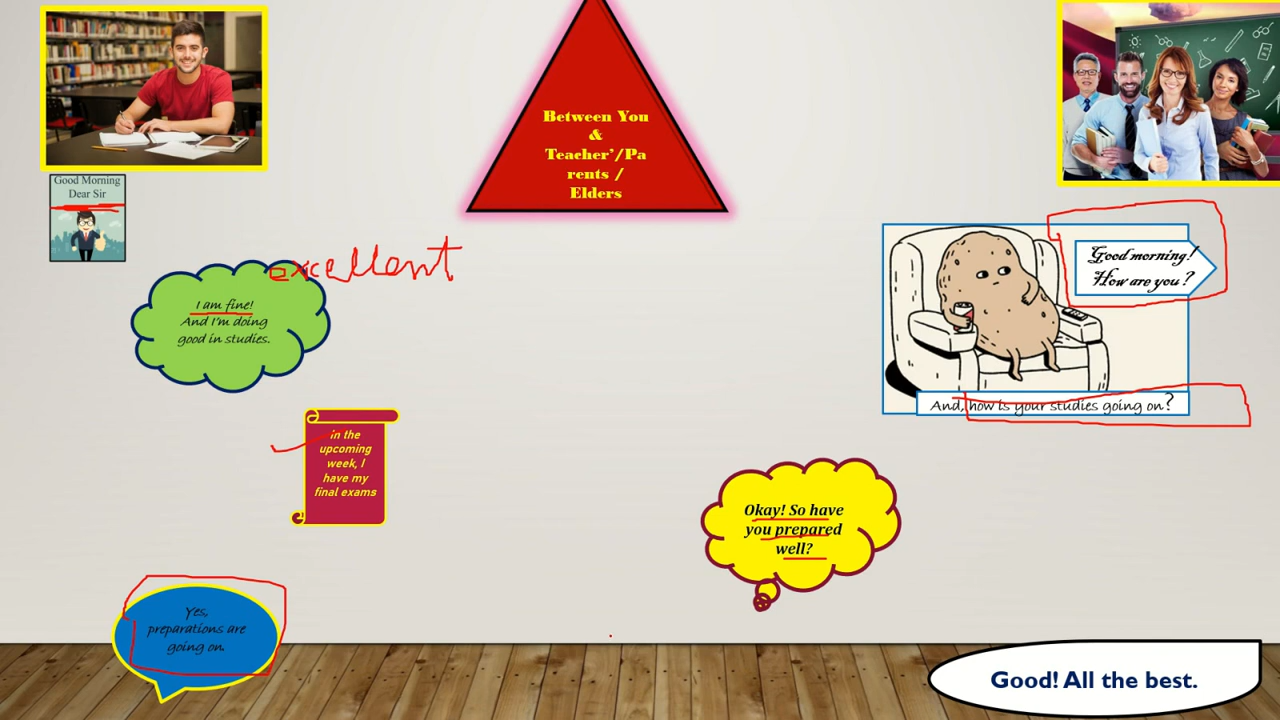 Between You
&
Teacher'/Pa
rents /
Elders
Good Morning
Dear Sir
Good morning!
How are you?
excellent
I am fine!
And I'm doing
good in studies.
And, how is your studies going on?
in the
upcoming
week, I
have my
final exams
Okay! So have
you prepared
well?
Yes,
preparations are
going on.
Good! All the best.